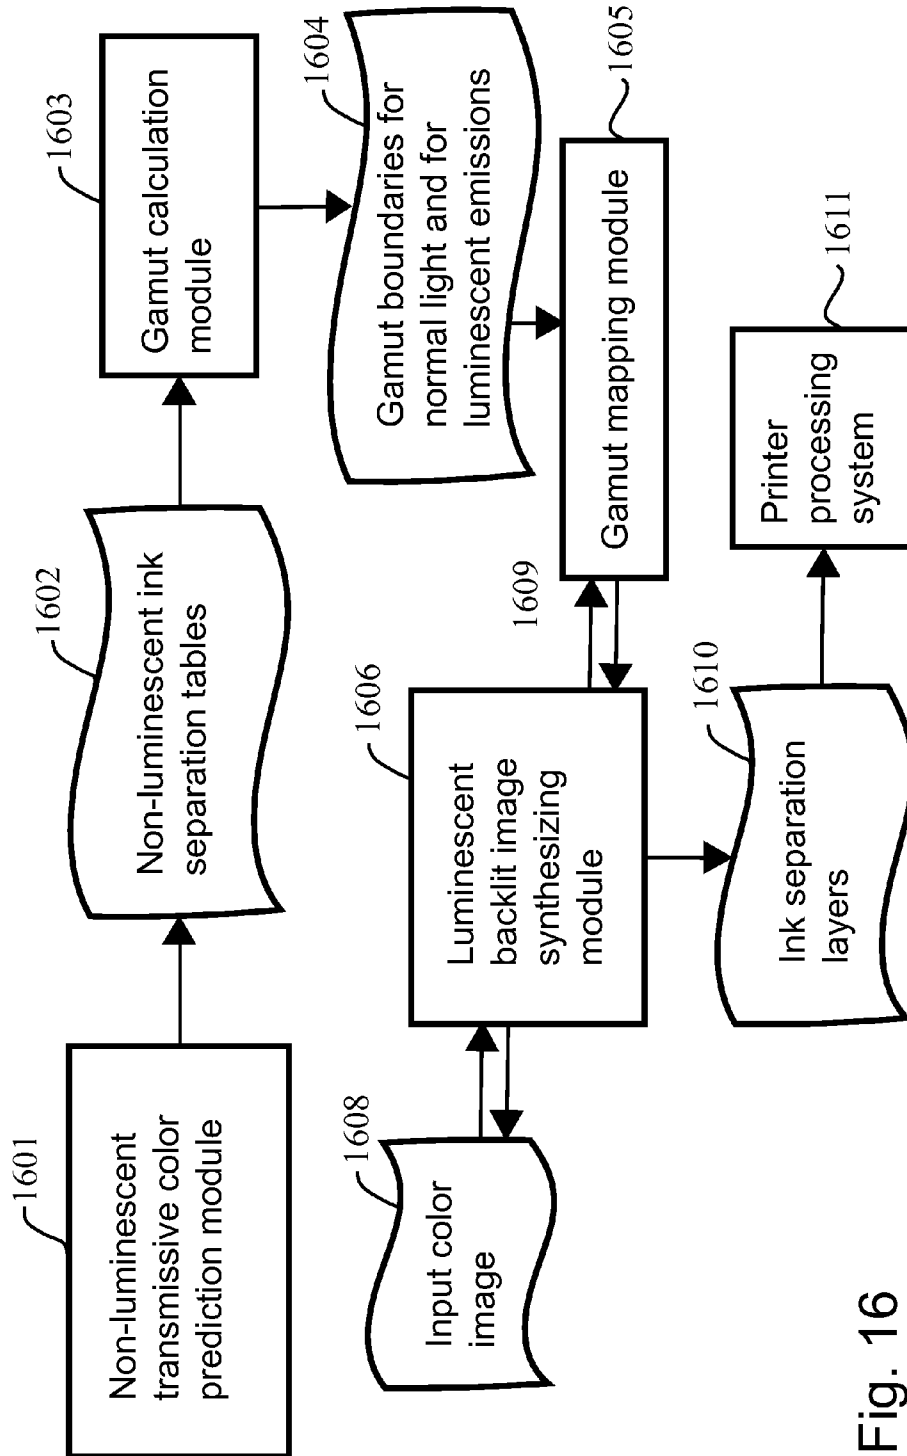 1601
Non-luminescent
transmissive color
prediction module
1602
Non-luminescent ink
separation tables
1603
Gamut calculation
module
1604
Gamut boundaries for
normal light and for
luminescent emissions
1605
Gamut mapping module
1606
Luminescent
backlit image
synthesizing
module
1608
Input color
image
1609
1610
Ink separation
layers
1611
Printer
processing
system
Fig. 16